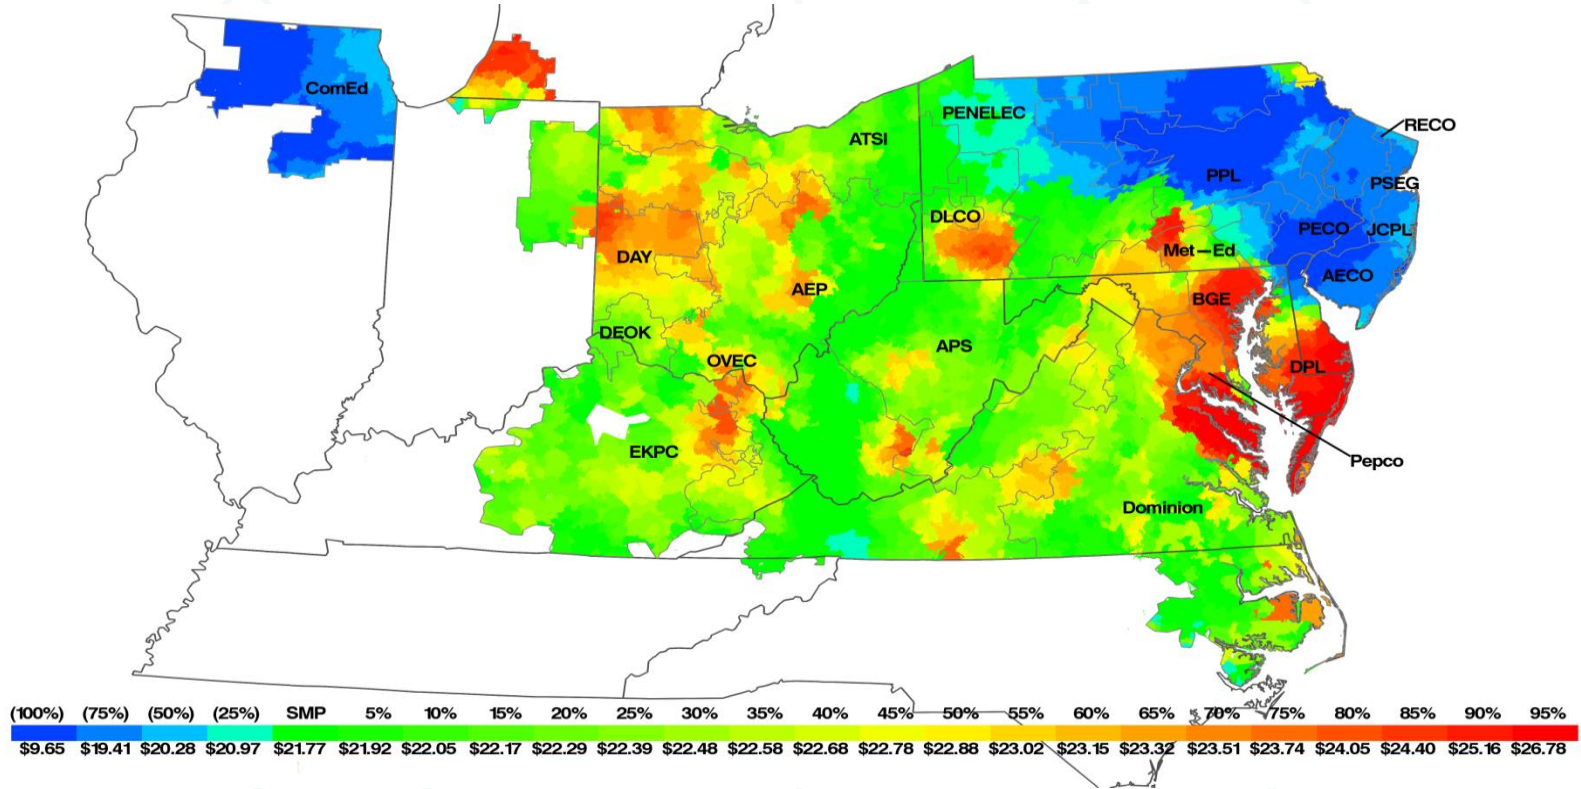 ComEd
PENELEC
RECO
ATSI
PPL
PSEG
DLCO
PECO
JCPL
Met-Ed
DAY
AECO
AEP
BGE
DEOK
APS
OVEC
DPL
EKPC
Pepco
Dominion
(100%) (75%) (50%) (25%) SMP 5% 10% 15% 20% 25% 30% 35% 40% 45% 50% 55% 60% 65% 70% 75% 80% 85% 90% 95%
$9.65 $19.41 $20.28 $20.97 $21.77 $21.92 $22.05 $22.17 $22.29 $22.39 $22.48 $22.58 $22.68 $22.78 $22.88 $23.02 $23.15 $23.32 $23.51 $23.74 $24.05 $24.40 $25.16 $26.78